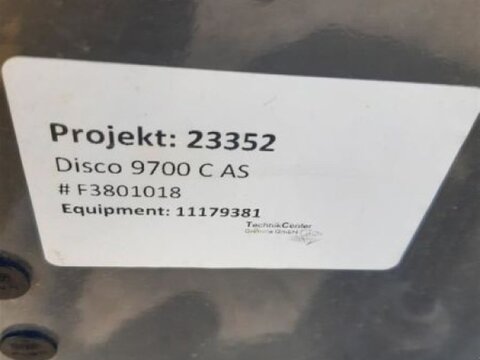 Projekt: 23352
Disco 9700 C AS
# F3801018
Equipment: 11179381
TechnikCenter